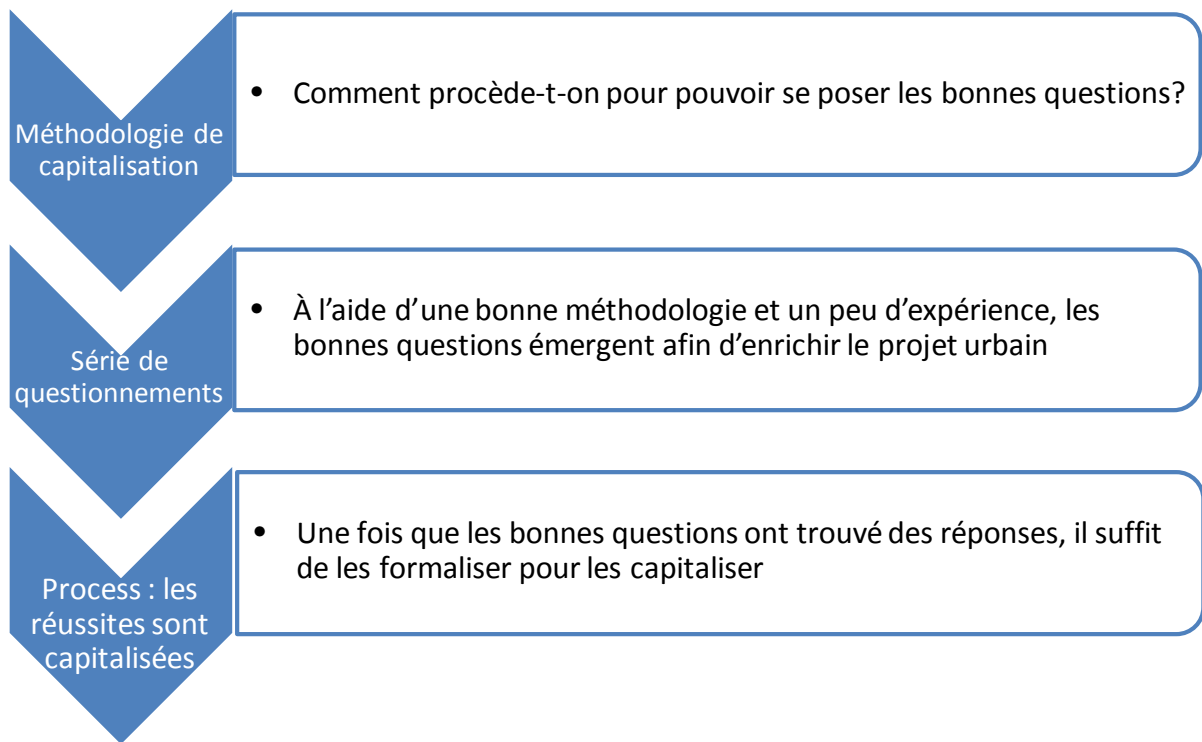 Méthodologie de
capitalisation
• Comment procède-t-on pour pouvoir se poser les bonnes questions?
Série de
questionnements
• À l’aide d’une bonne méthodologie et un peu d’expérience, les
bonnes questions émergent afin d’enrichir le projet urbain
Process : les
réussites sont
capitalisées
• Une fois que les bonnes questions ont trouvé des réponses, il suffit
de les formaliser pour les capitaliser